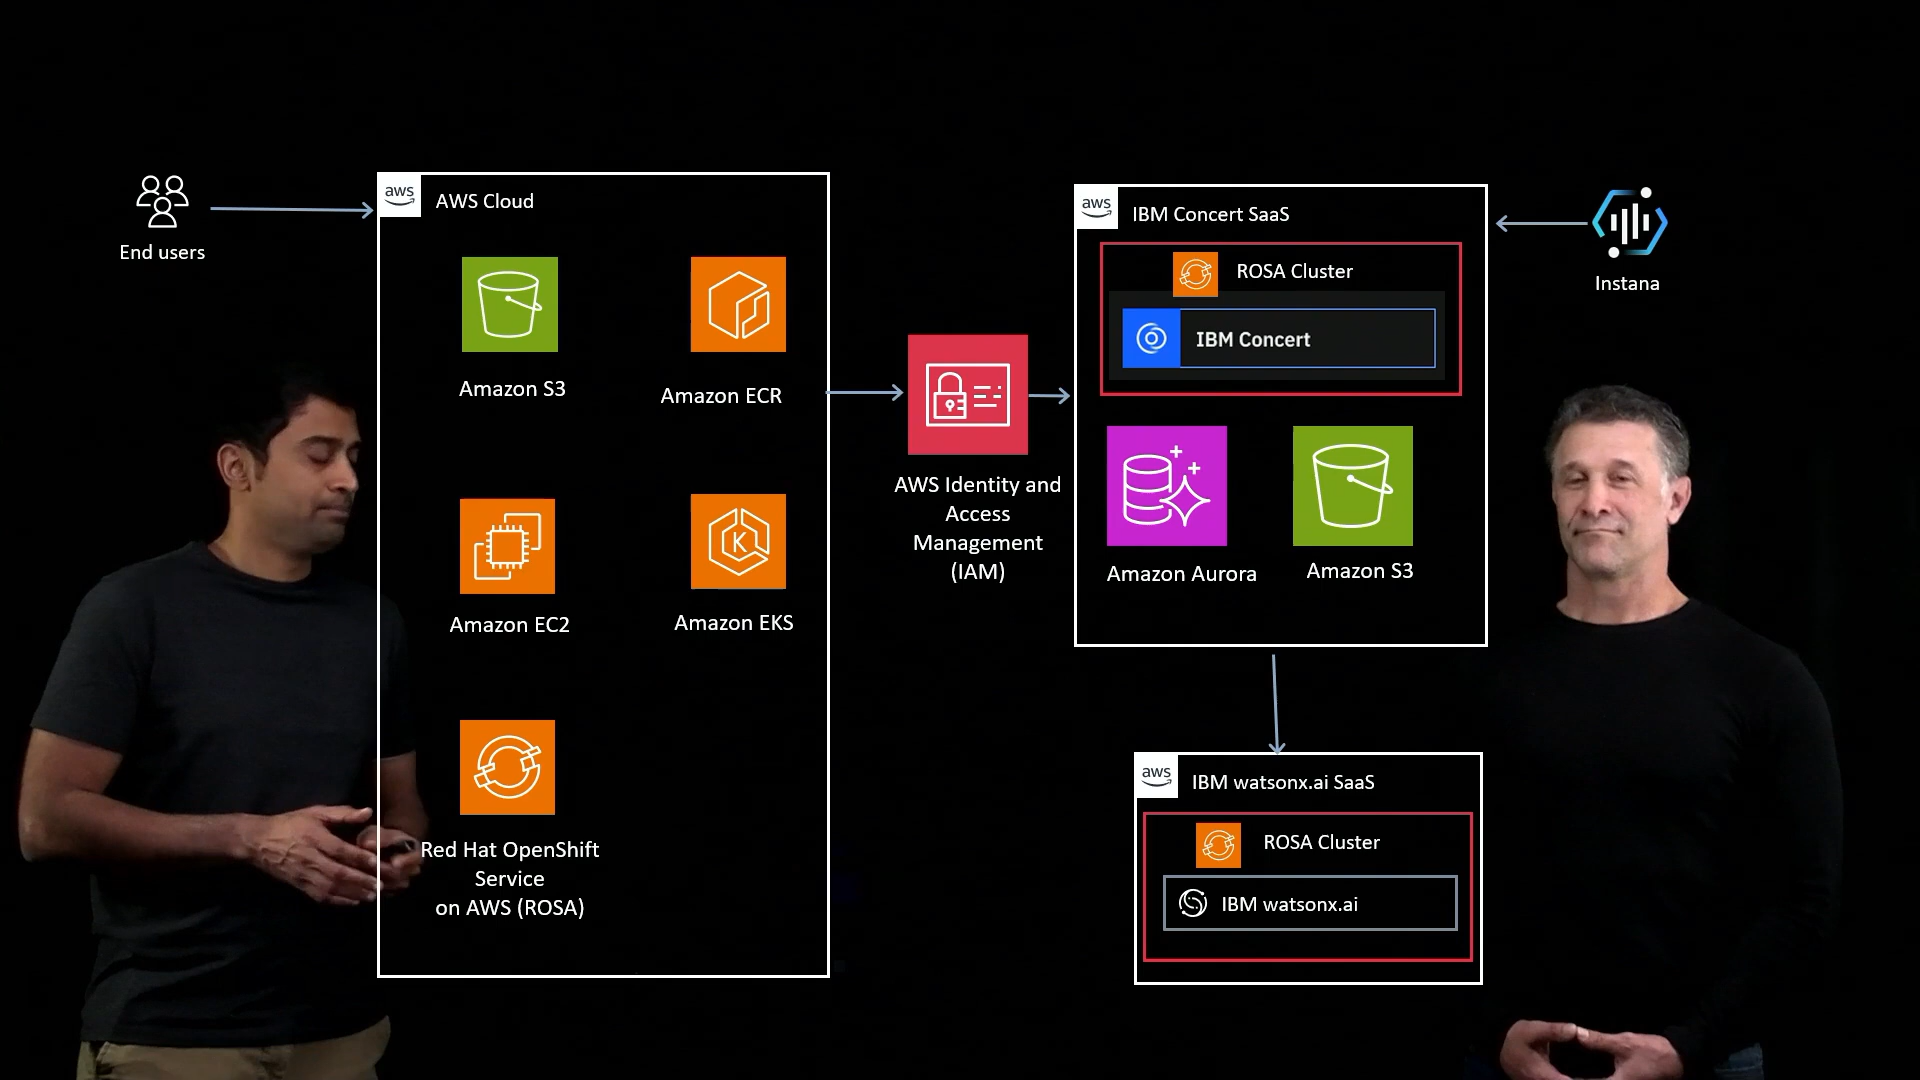 End users
aws
AWS Cloud
Amazon S3
Amazon ECR
Amazon EC2
K
Amazon EKS
Red Hat OpenShift
Service
on AWS (ROSA)
AWS Identity and
Access
Management
(IAM)
aws
IBM Concert SaaS
ROSA Cluster
IBM Concert
Amazon Aurora
Amazon S3
Instana
aws
IBM watsonx.ai SaaS
ROSA Cluster
IBM watsonx.ai